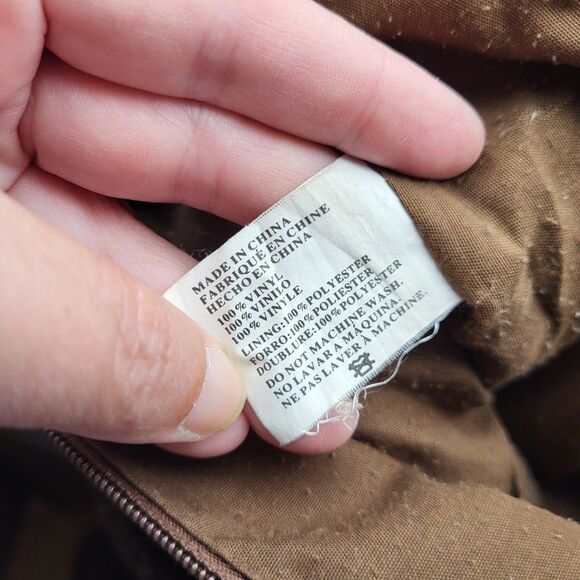 MADE IN CHINA
FABRIQUÉ EN CHINE
HECHO EN CHINA
100% VINYL
100% VINILO
100% VINYLE
LINING:100% POLYESTER
FORRO:100% POLIESTER
DOUBLURE:100% POLYESTER
DO NOT MACHINE WASH.
NO LAVAR A MÁQUINA.
NE PAS LAVER À MACHINE.